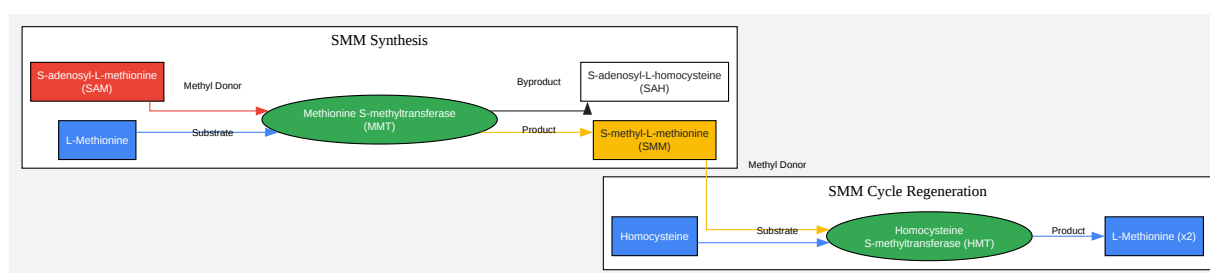 SMM Synthesis
S-adenosyl-L-methionine
(SAM)
Methyl Donor
Byproduct
S-adenosyl-L-homocysteine
(SAH)
Methionine S-methyltransferase
(MMT)
L-Methionine
Substrate
Product
S-methyl-L-methionine
(SMM)
Methyl Donor
SMM Cycle Regeneration
Homocysteine
Substrate
Homocysteine
S-methyltransferase (HMT)
Product
L-Methionine (x2)